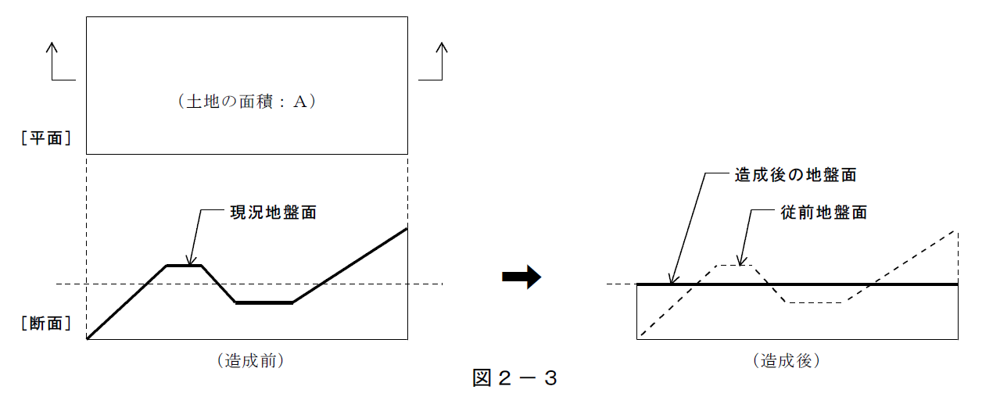 （土地の面積：Ａ）
［平面］
現況地盤面
［断面］
（造成前）
造成後の地盤面
従前地盤面
（造成後）
図２－３